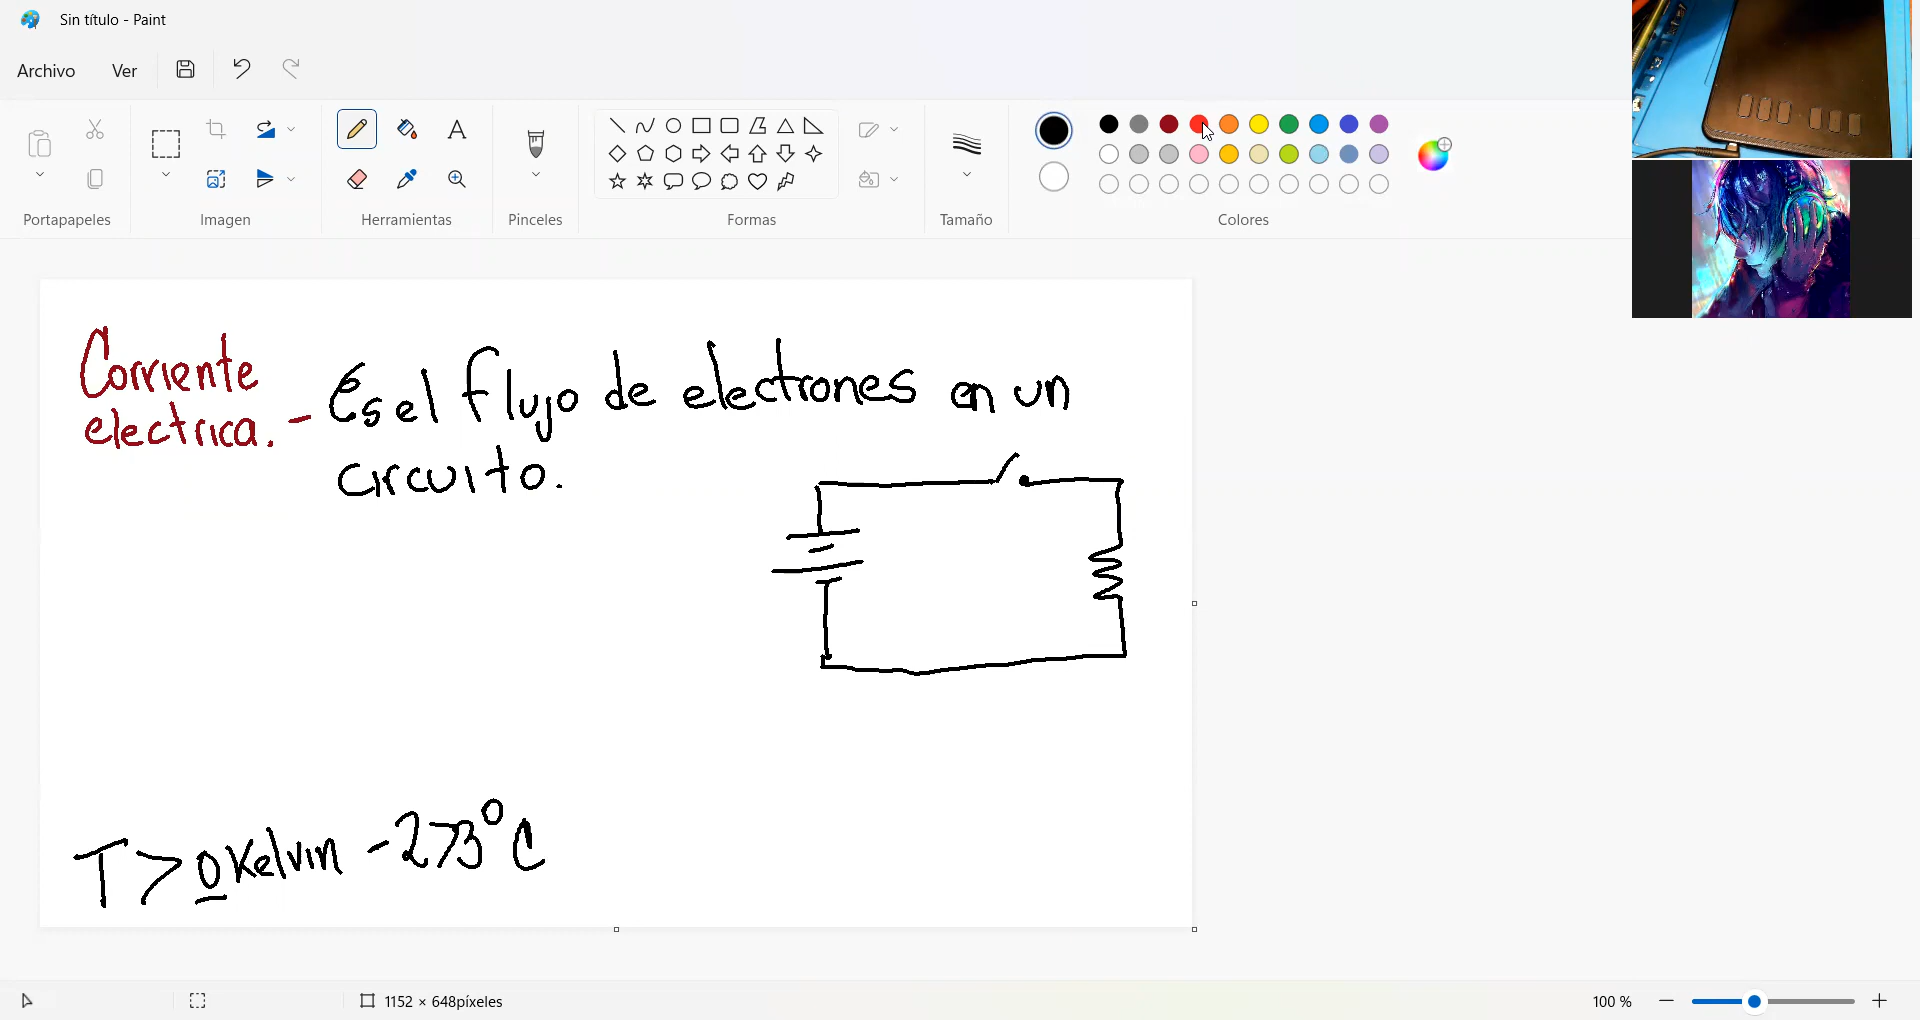 Sin título - Paint
Archivo Ver
Portapapeles Imagen Herramientas Pinceles Formas Tamaño Colores
Corriente
electrica. - Es el flujo de electrones en un
circuito.
T > 0 Kelvin - 273°C
1152 × 648píxeles 100 %